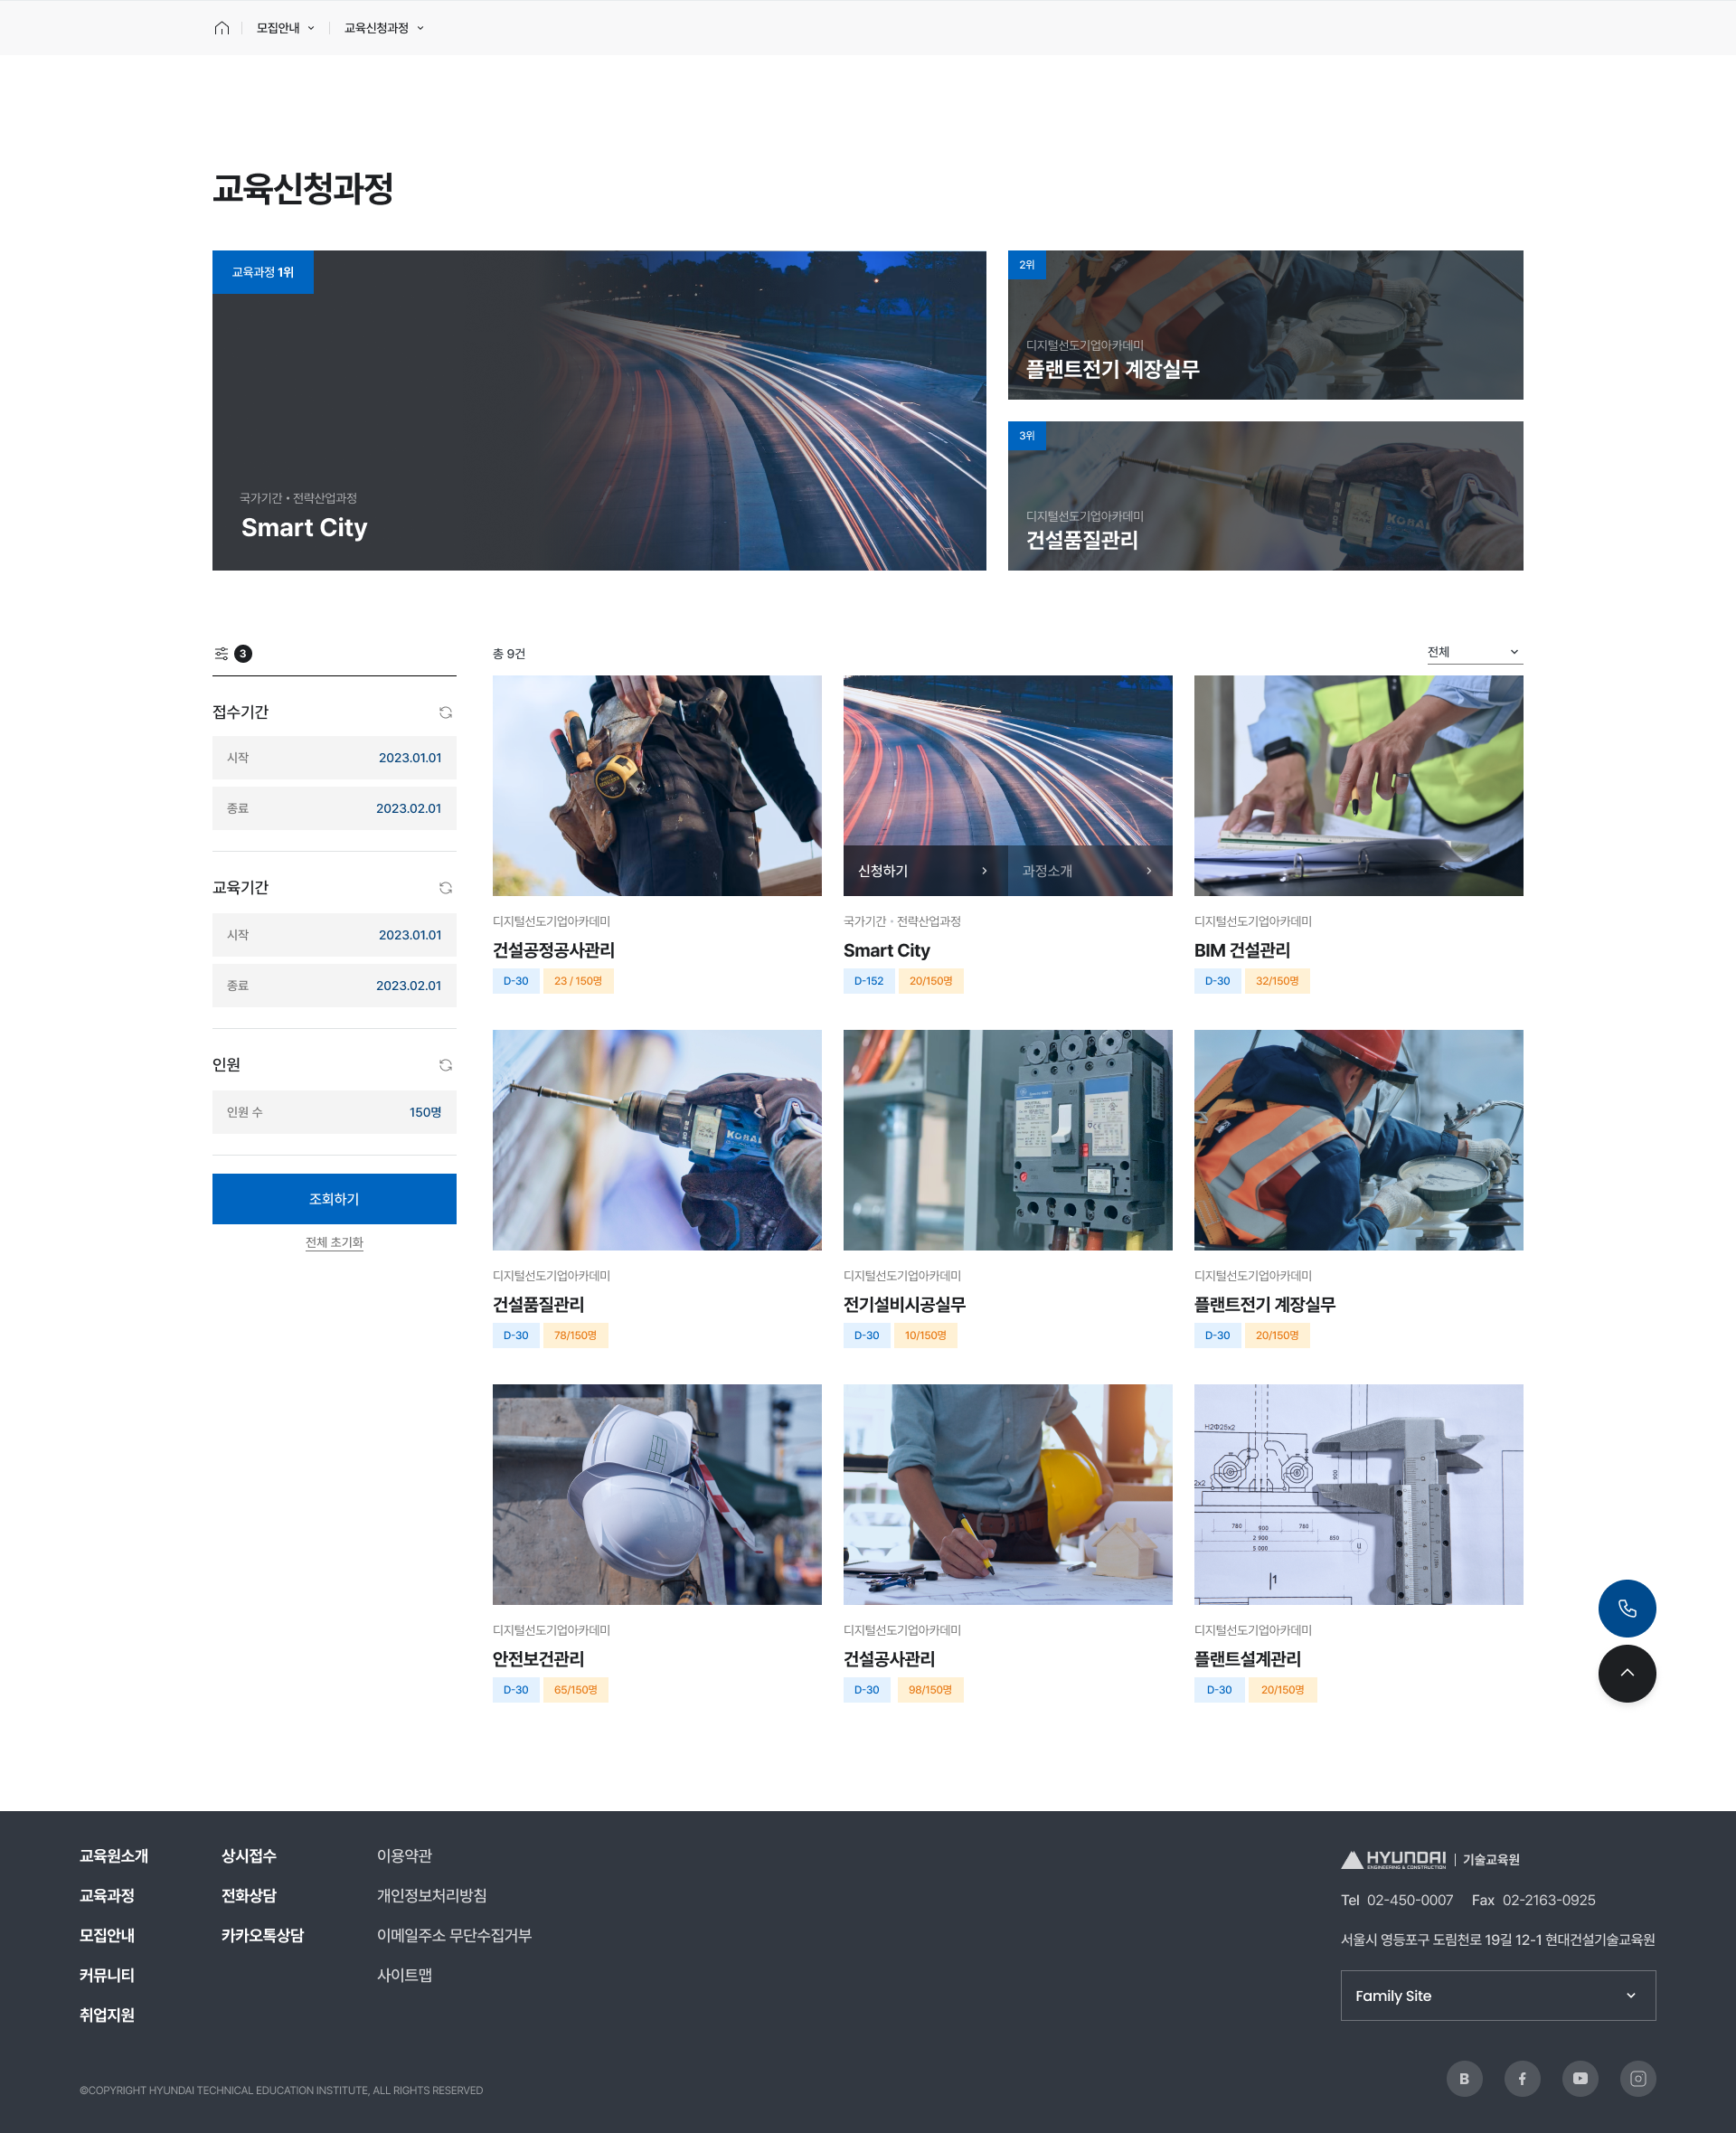 모집안내
교육신청과정
교육신청과정
교육과정 1위
국가기간 • 전략산업과정
Smart City
2위
디지털선도기업아카데미
플랜트전기 계장실무
3위
디지털선도기업아카데미
건설품질관리
3
접수기간
시작 2023.01.01
종료 2023.02.01
교육기간
시작 2023.01.01
종료 2023.02.01
인원
인원 수 150명
조회하기
전체 초기화
총 9건
전체
디지털선도기업아카데미
건설공정공사관리
D-30 23 / 150명
신청하기 과정소개
국가기간 · 전략산업과정
Smart City
D-152 20/150명
디지털선도기업아카데미
BIM 건설관리
D-30 32/150명
KOBAL
디지털선도기업아카데미
건설품질관리
D-30 78/150명
디지털선도기업아카데미
전기설비시공실무
D-30 10/150명
디지털선도기업아카데미
플랜트전기 계장실무
D-30 20/150명
디지털선도기업아카데미
안전보건관리
D-30 65/150명
디지털선도기업아카데미
건설공사관리
D-30 98/150명
H2Ф25x2
780 900 780
2 900
850
5 000
디지털선도기업아카데미
플랜트설계관리
D-30 20/150명
교육원소개
교육과정
모집안내
커뮤니티
취업지원
상시접수
전화상담
카카오톡상담
이용약관
개인정보처리방침
이메일주소 무단수집거부
사이트맵
HYUNDAI
ENGINEERING & CONSTRUCTION
기술교육원
Tel 02-450-0007 Fax 02-2163-0925
서울시 영등포구 도림천로 19길 12-1 현대건설기술교육원
Family Site
B
©COPYRIGHT HYUNDAI TECHNICAL EDUCATION INSTITUTE, ALL RIGHTS RESERVED